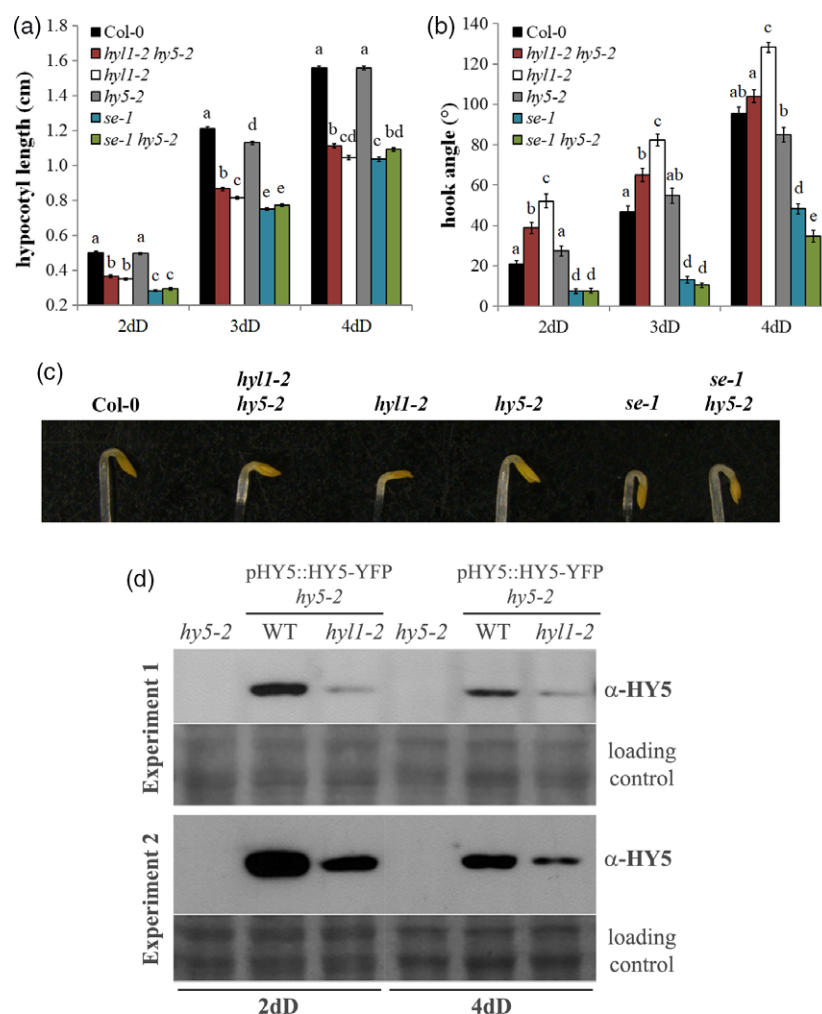 (a)
Col-0
hyl1-2 hy5-2
hyl1-2
hy5-2
se-1
se-1 hy5-2
hypocotyl length (cm)
1.8
1.6
1.4
1.2
1.0
0.8
0.6
0.4
0.2
a b b a c c
a b c d e e
a b cd a c bd
2dD 3dD 4dD
(b)
Col-0
hyl1-2 hy5-2
hyl1-2
hy5-2
se-1
se-1 hy5-2
hook angle (°)
140
120
100
80
60
40
20
0
a b c a d d
a b c ab d d
ab a c b d e
2dD 3dD 4dD
(c)
Col-0
hyl1-2
hy5-2
hyl1-2
hy5-2
se-1
se-1
hy5-2
(d)
pHY5::HY5-YFP
hy5-2
pHY5::HY5-YFP
hy5-2
hy5-2 WT hyl1-2 hy5-2 WT hyl1-2
Experiment 1
α-HY5
loading
control
Experiment 2
α-HY5
loading
control
2dD 4dD